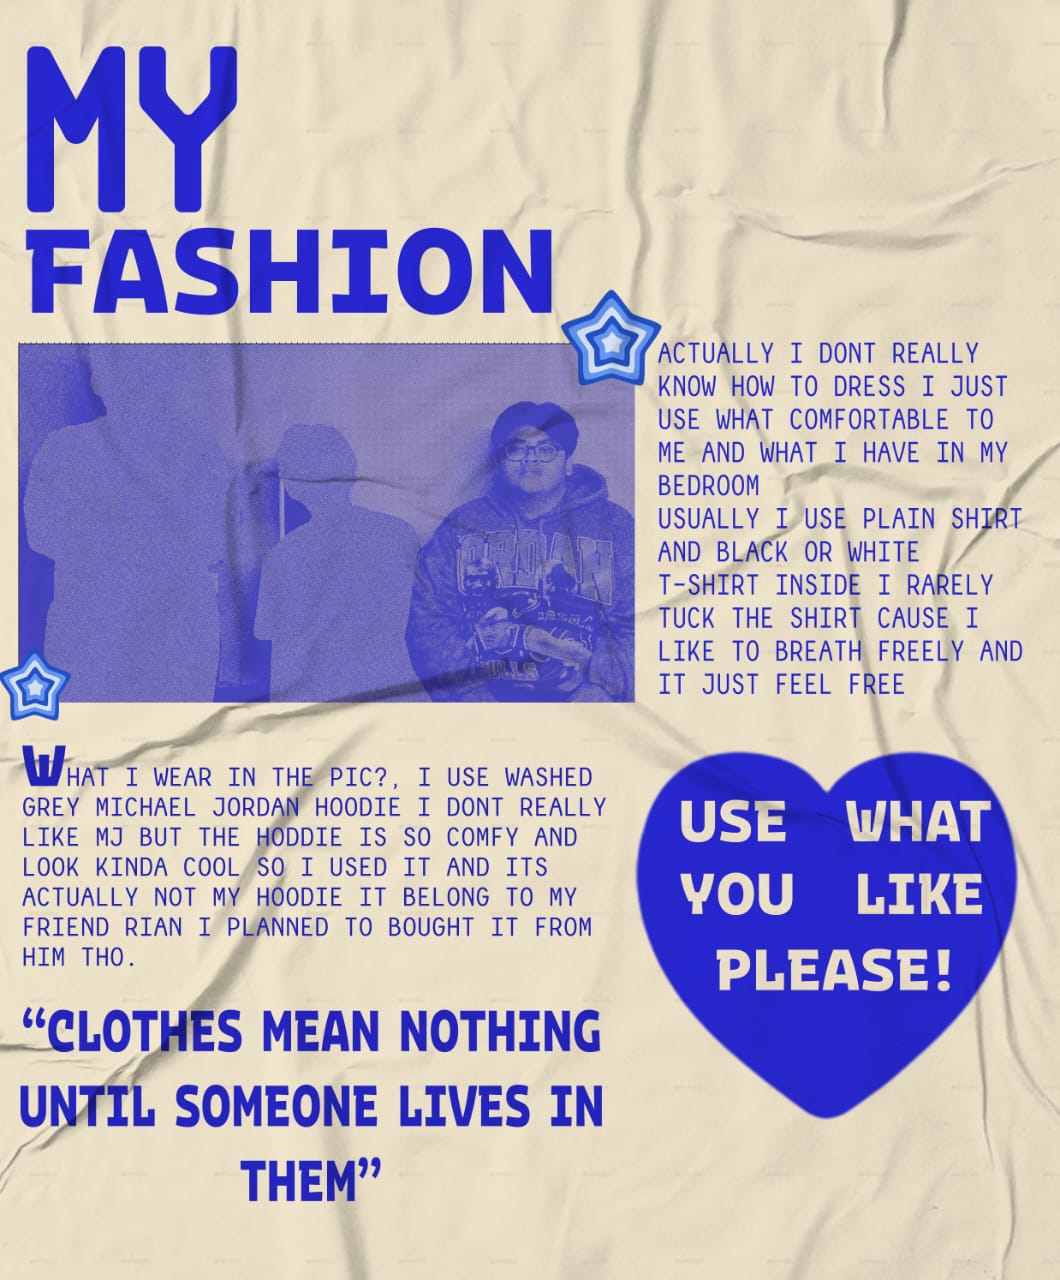 MY
FASHION
ACTUALLY I DONT REALLY
KNOW HOW TO DRESS I JUST
USE WHAT COMFORTABLE TO
ME AND WHAT I HAVE IN MY
BEDROOM
USUALLY I USE PLAIN SHIRT
AND BLACK OR WHITE
T-SHIRT INSIDE I RARELY
TUCK THE SHIRT CAUSE I
LIKE TO BREATH FREELY AND
IT JUST FEEL FREE
WHAT I WEAR IN THE PIC?, I USE WASHED
GREY MICHAEL JORDAN HOODIE I DONT REALLY
LIKE MJ BUT THE HODDIE IS SO COMFY AND
LOOK KINDA COOL SO I USED IT AND ITS
ACTUALLY NOT MY HOODIE IT BELONG TO MY
FRIEND RIAN I PLANNED TO BOUGHT IT FROM
HIM THO.
“CLOTHES MEAN NOTHING
UNTIL SOMEONE LIVES IN
THEM”
USE WHAT
YOU LIKE
PLEASE!